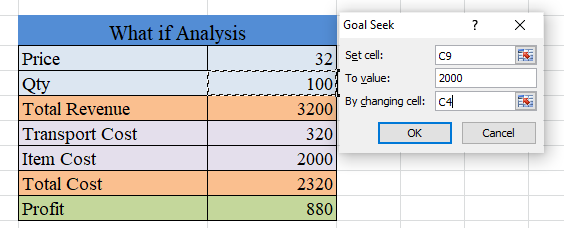 What if Analysis
Price 32
Qty 100
Total Revenue 3200
Transport Cost 320
Item Cost 2000
Total Cost 2320
Profit 880
Goal Seek ? ×
Set cell: C9
To value: 2000
By changing cell: C4
OK Cancel